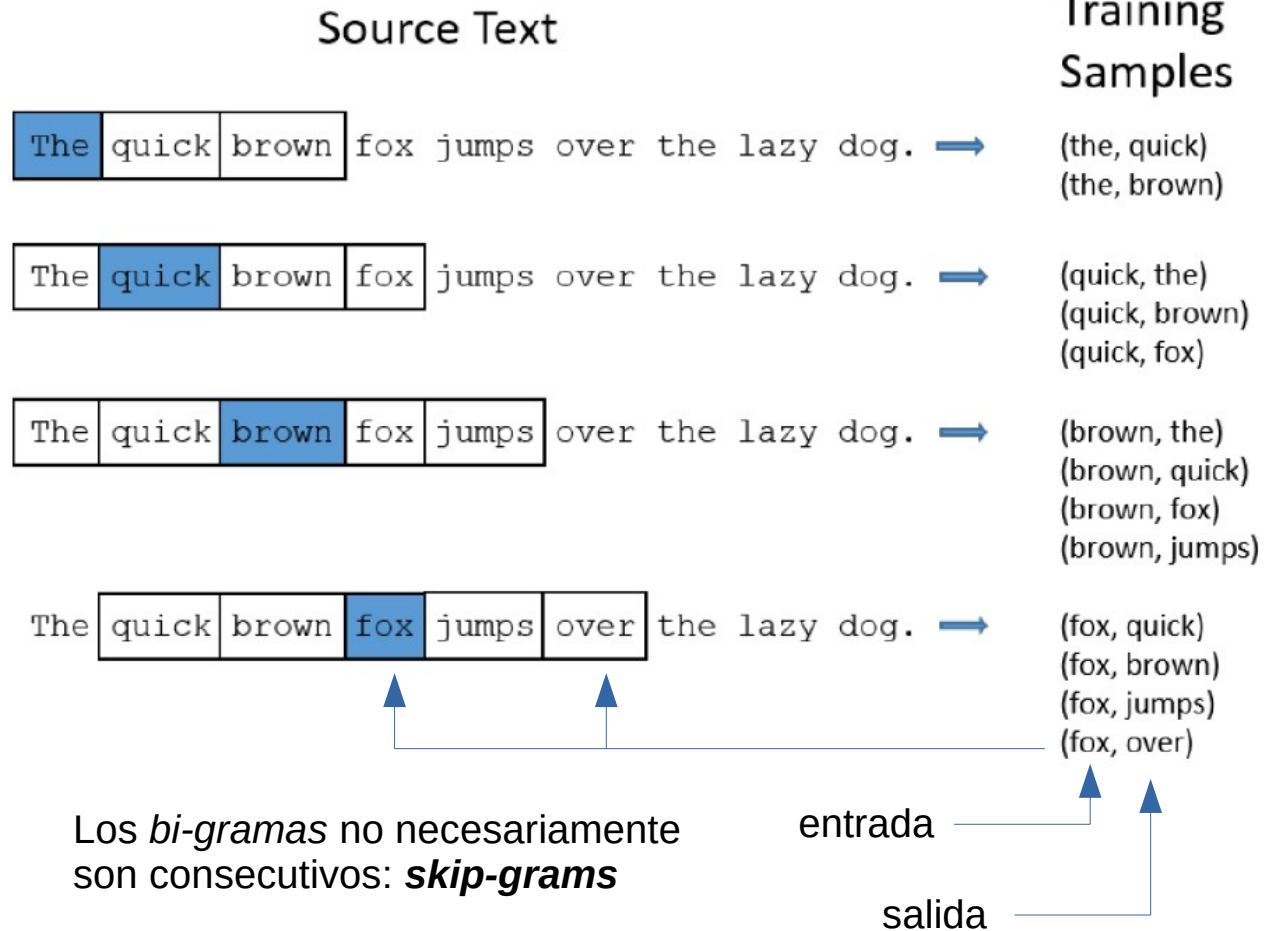 Source Text
Training
Samples
The quick brown fox jumps over the lazy dog.
(the, quick)
(the, brown)
The quick brown fox jumps over the lazy dog.
(quick, the)
(quick, brown)
(quick, fox)
The quick brown fox jumps over the lazy dog.
(brown, the)
(brown, quick)
(brown, fox)
(brown, jumps)
The quick brown fox jumps over the lazy dog.
(fox, quick)
(fox, brown)
(fox, jumps)
(fox, over)
Los bi-gramas no necesariamente
son consecutivos: skip-grams
entrada
salida